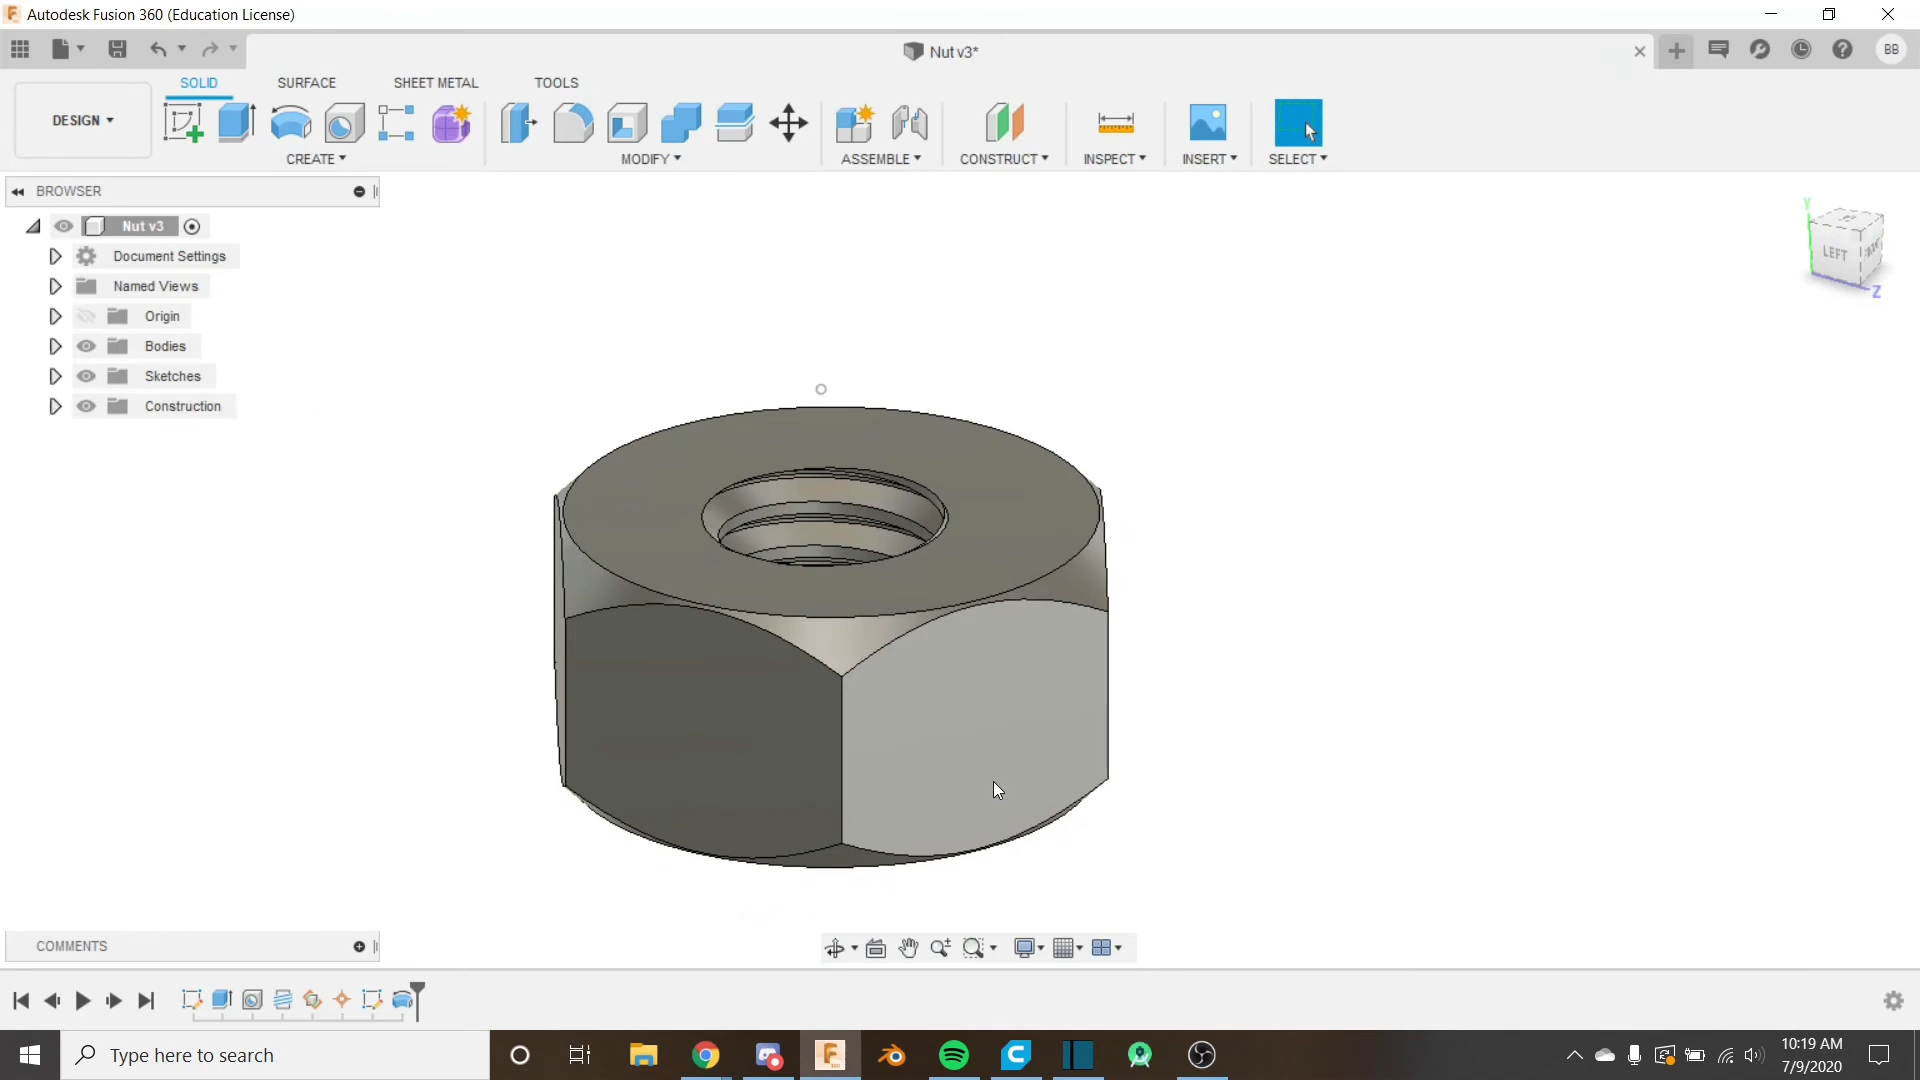 Autodesk Fusion 360 (Education License)
Nut v3*
BB
SOLID
SURFACE
SHEET METAL
TOOLS
DESIGN
CREATE
MODIFY
ASSEMBLE
CONSTRUCT
INSPECT
INSERT
SELECT
BROWSER
Nut v3
Document Settings
Named Views
Origin
Bodies
Sketches
Construction
Y
LEFT
Z
COMMENTS
Type here to search
10:19 AM
7/9/2020